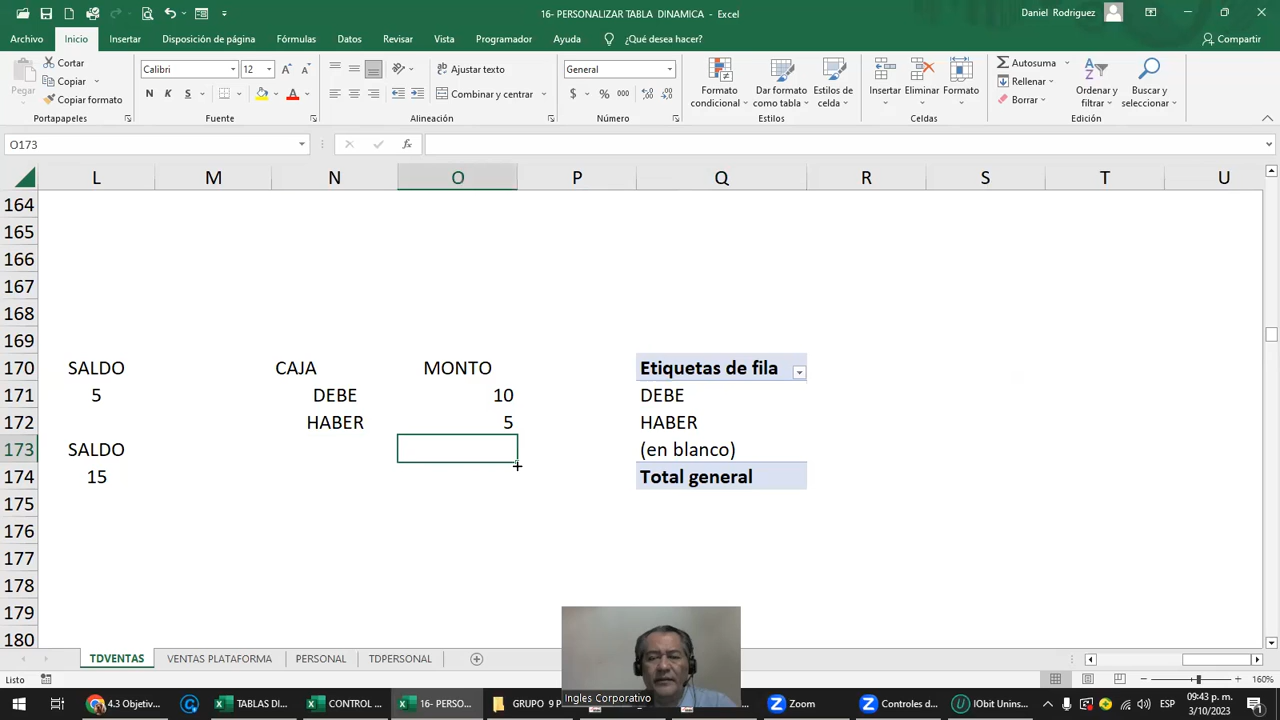 16- PERSONALIZAR TABLA DINAMICA - Excel
Daniel Rodriguez
Archivo Inicio Insertar Disposición de página Fórmulas Datos Revisar Vista Programador Ayuda ¿Qué desea hacer? Compartir
Pegar
Cortar
Copiar
Copiar formato
Calibri 12
N K S
Ajustar texto
Combinar y centrar
General
$ % 000
Formato condicional
Dar formato como tabla
Estilos de celda
Insertar
Eliminar
Formato
Autosuma
Rellenar
Borrar
Ordenar y filtrar
Buscar y seleccionar
Portapapeles Fuente Alineación Número Estilos Celdas Edición
O173 fx
L M N O P Q R S T U
164
165
166
167
168
169
170 SALDO CAJA MONTO Etiquetas de fila
171 5 DEBE 10 DEBE
172 HABER 5 HABER
173 SALDO (en blanco)
174 15 Total general
175
176
177
178
179
180
Ingles Corporativo
TDVENTAS VENTAS PLATAFORMA PERSONAL TDPERSONAL
Listo 160%
4.3 Objetiv... TABLAS DI... CONTROL ... 16- PERSO... GRUPO 9 P Zoom Controles d... IObit Unins... ESP
09:43 p. m.
3/10/2023